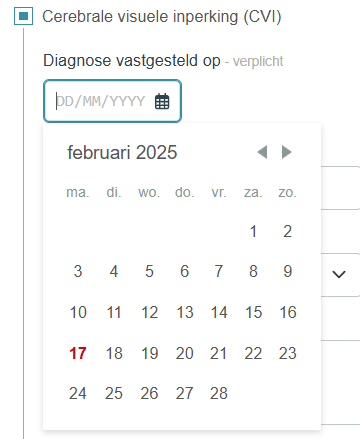 Cerebrale visuele inperking (CVI)
Diagnose vastgesteld op - verplicht
DD/MM/YYYY
februari 2025
ma. di. wo. do. vr. za. zo.
1 2
3 4 5 6 7 8 9
10 11 12 13 14 15 16
17 18 19 20 21 22 23
24 25 26 27 28